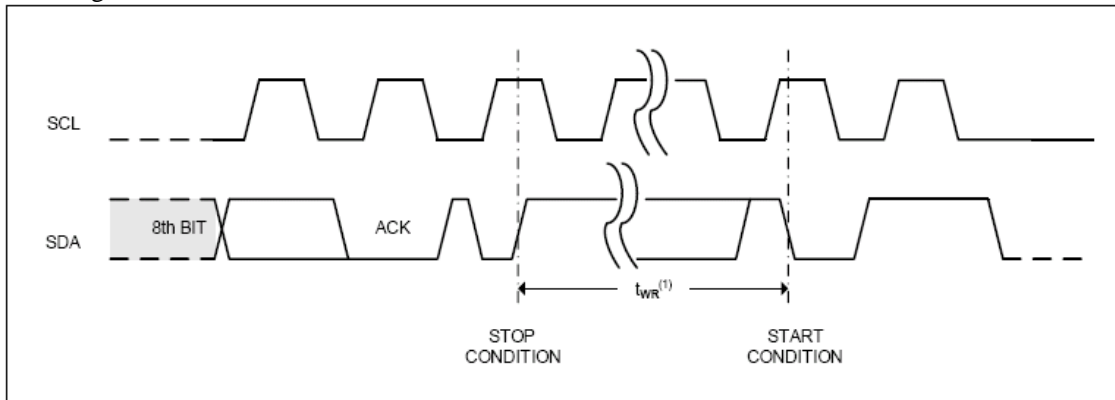 SCL
SDA
8th BIT
ACK
tWR(1)
STOP
CONDITION
START
CONDITION